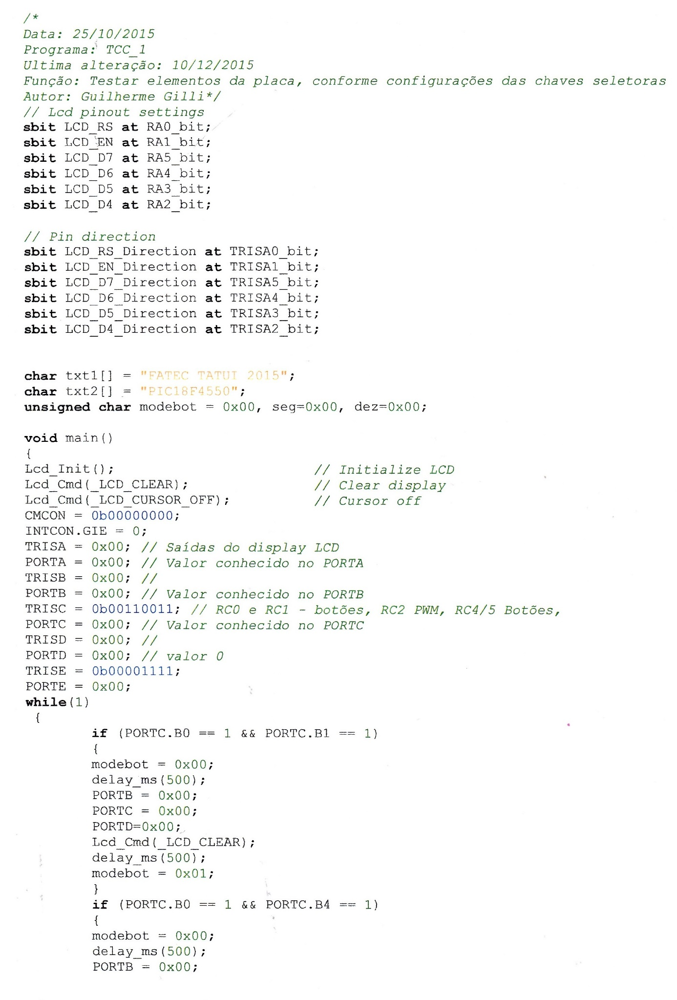 /*
Data: 25/10/2015
Programa: TCC_1
Ultima alteração: 10/12/2015
Função: Testar elementos da placa, conforme configurações das chaves seletoras
Autor: Guilherme Gilli*/
// Lcd pinout settings
sbit LCD_RS at RA0_bit;
sbit LCD_EN at RA1_bit;
sbit LCD_D7 at RA5_bit;
sbit LCD_D6 at RA4_bit;
sbit LCD_D5 at RA3_bit;
sbit LCD_D4 at RA2_bit;
// Pin direction
sbit LCD_RS_Direction at TRISA0_bit;
sbit LCD_EN_Direction at TRISA1_bit;
sbit LCD_D7_Direction at TRISA5_bit;
sbit LCD_D6_Direction at TRISA4_bit;
sbit LCD_D5_Direction at TRISA3_bit;
sbit LCD_D4_Direction at TRISA2_bit;
char txt1[] = "FATEC TATUI 2015";
char txt2[] = "PIC18F4550";
unsigned char modebot = 0x00, seg=0x00, dez=0x00;
void main()
{
Lcd_Init(); // Initialize LCD
Lcd_Cmd(_LCD_CLEAR); // Clear display
Lcd_Cmd(_LCD_CURSOR_OFF); // Cursor off
CMCON = 0b00000000;
INTCON.GIE = 0;
TRISA = 0x00; // Saídas do display LCD
PORTA = 0x00; // Valor conhecido no PORTA
TRISB = 0x00; //
PORTB = 0x00; // Valor conhecido no PORTB
TRISC = 0b00110011; // RC0 e RC1 - botões, RC2 PWM, RC4/5 Botões,
PORTC = 0x00; // Valor conhecido no PORTC
TRISD = 0x00; //
PORTD = 0x00; // valor 0
TRISE = 0b00001111;
PORTE = 0x00;
while(1)
{
if (PORTC.B0 == 1 && PORTC.B1 == 1)
{
modebot = 0x00;
delay_ms(500);
PORTB = 0x00;
PORTC = 0x00;
PORTD=0x00;
Lcd_Cmd(_LCD_CLEAR);
delay_ms(500);
modebot = 0x01;
}
if (PORTC.B0 == 1 && PORTC.B4 == 1)
{
modebot = 0x00;
delay_ms(500);
PORTB = 0x00;